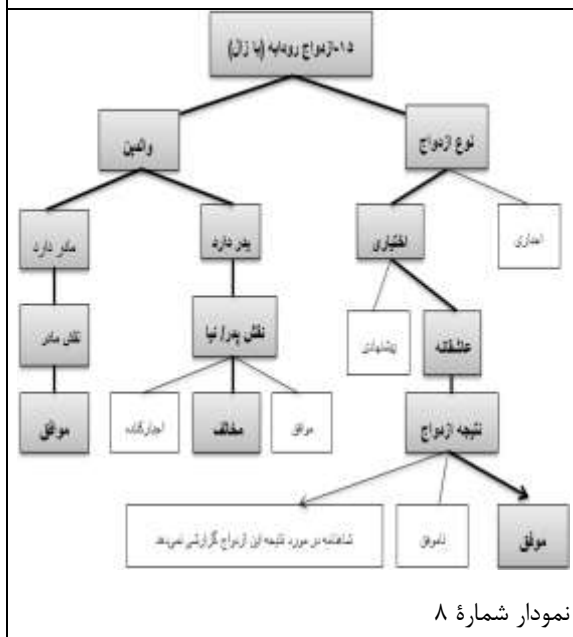 ۱۵-ازدواج رودابه (با زال)
نوع ازدواج
والدین
اجباری
اختیاری
پدر دارد
مادر دارد
عاشقانه
پیشنهادی
نقش پدر/ نیا
نقش مادر
نتیجه ازدواج
موافق
مخالف
اجبارکننده
موافق
موفق
ناموفق
شاهنامه در مورد نتیجه این ازدواج گزارشی نمی‌دهد
نمودار شمارۀ ۸